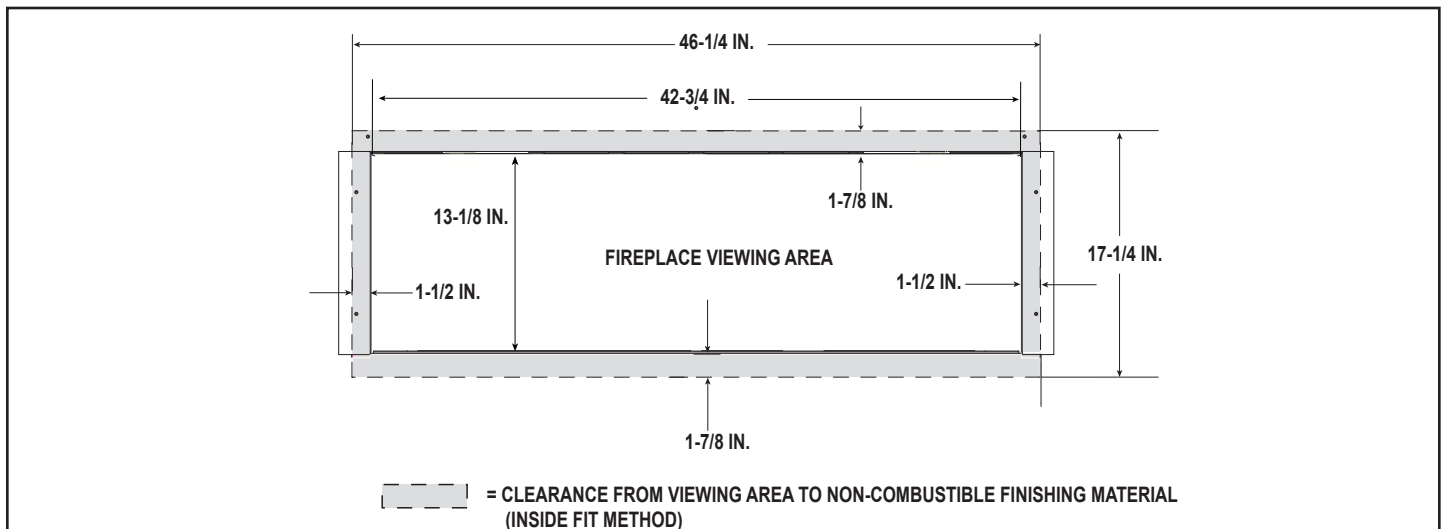 46-1/4 IN.
42-3/4 IN.
1-7/8 IN.
13-1/8 IN.
17-1/4 IN.
FIREPLACE VIEWING AREA
1-1/2 IN.
1-1/2 IN.
1-7/8 IN.
= CLEARANCE FROM VIEWING AREA TO NON-COMBUSTIBLE FINISHING MATERIAL
(INSIDE FIT METHOD)